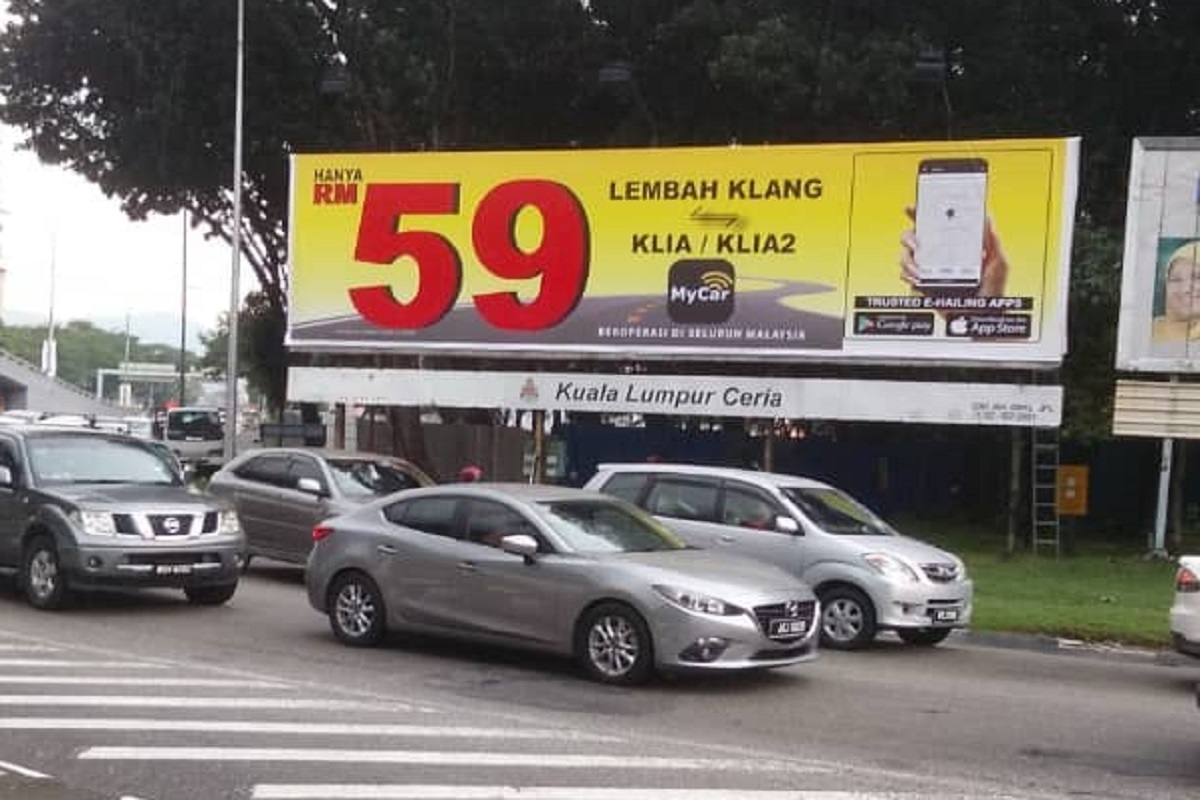 HANYA
RM
59
LEMBAH KLANG
KLIA / KLIA2
MyCar
BEROPERASI DI SELURUH MALAYSIA
TRUSTED E-HAILING APPS
Google play
App Store
Kuala Lumpur Ceria